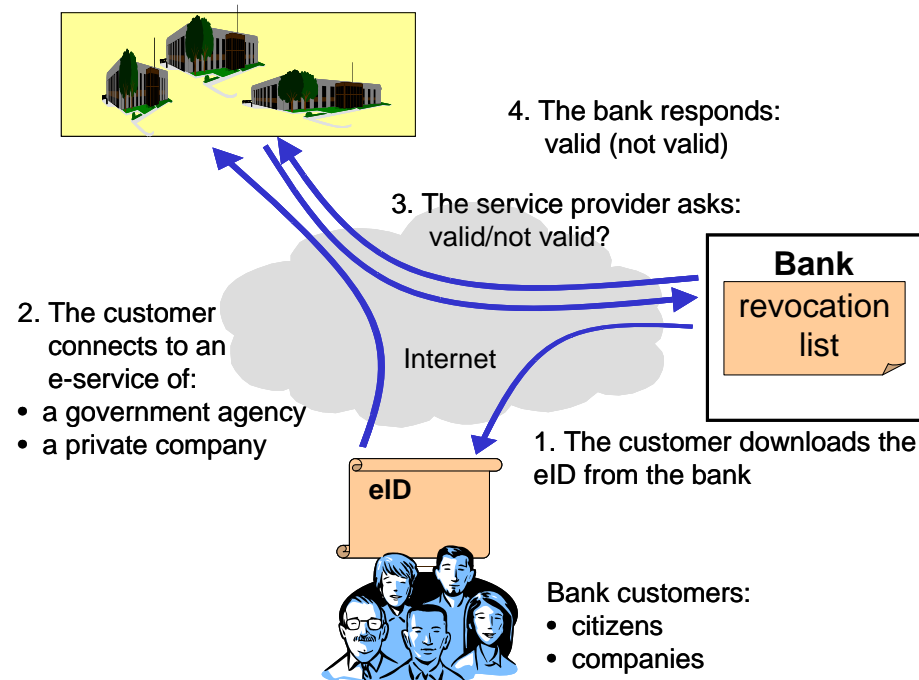 4. The bank responds:
valid (not valid)
3. The service provider asks:
valid/not valid?
Bank
revocation
list
2. The customer
connects to an
e-service of:
• a government agency
• a private company
Internet
1. The customer downloads the
eID from the bank
eID
Bank customers:
• citizens
• companies